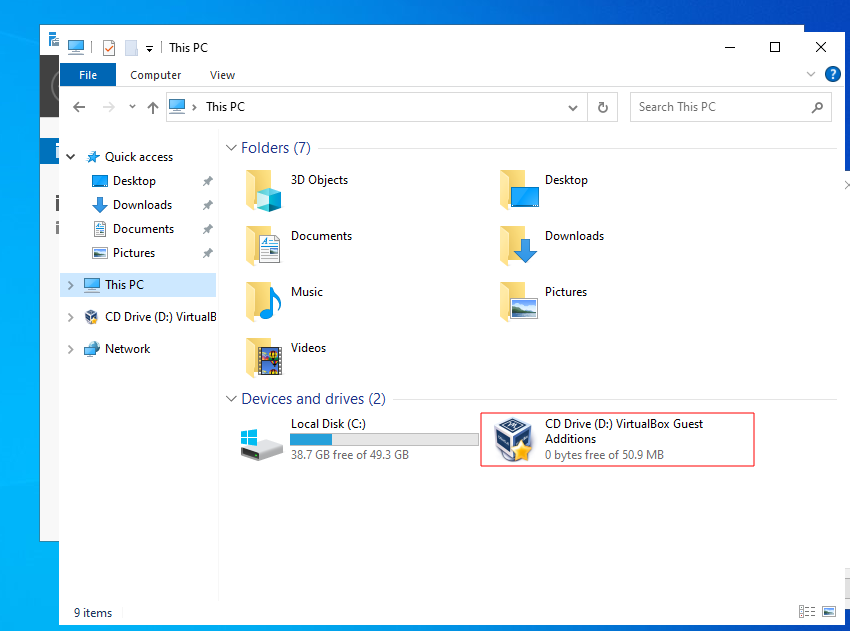 This PC
File Computer View
This PC Search This PC
Quick access
Desktop
Downloads
Documents
Pictures
This PC
CD Drive (D:) VirtualB
Network
Folders (7)
3D Objects
Desktop
Documents
Downloads
Music
Pictures
Videos
Devices and drives (2)
Local Disk (C:)
38.7 GB free of 49.3 GB
CD Drive (D:) VirtualBox Guest
Additions
0 bytes free of 50.9 MB
9 items